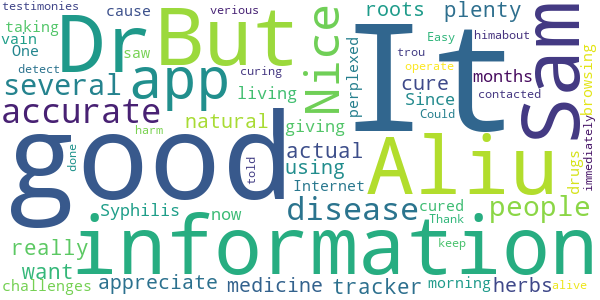 testimonies
taking
cause
vain
One
saw
Dr
But
verious
curing
detect
several
app
living
accurate
natural
harm
giving
good
done
told
Syphilis
now
Internet
using
actual
disease
cured
Thank
keep
information
really
want
appreciate
challenges
medicine
tracker
morning
herbs
alive
people
Aliu
Nice
perplexed
It
roots
plenty
Easy
himabout
trou
operate
cure
months
Since
contacted
Could
Sam
drugs
browsing
immediately